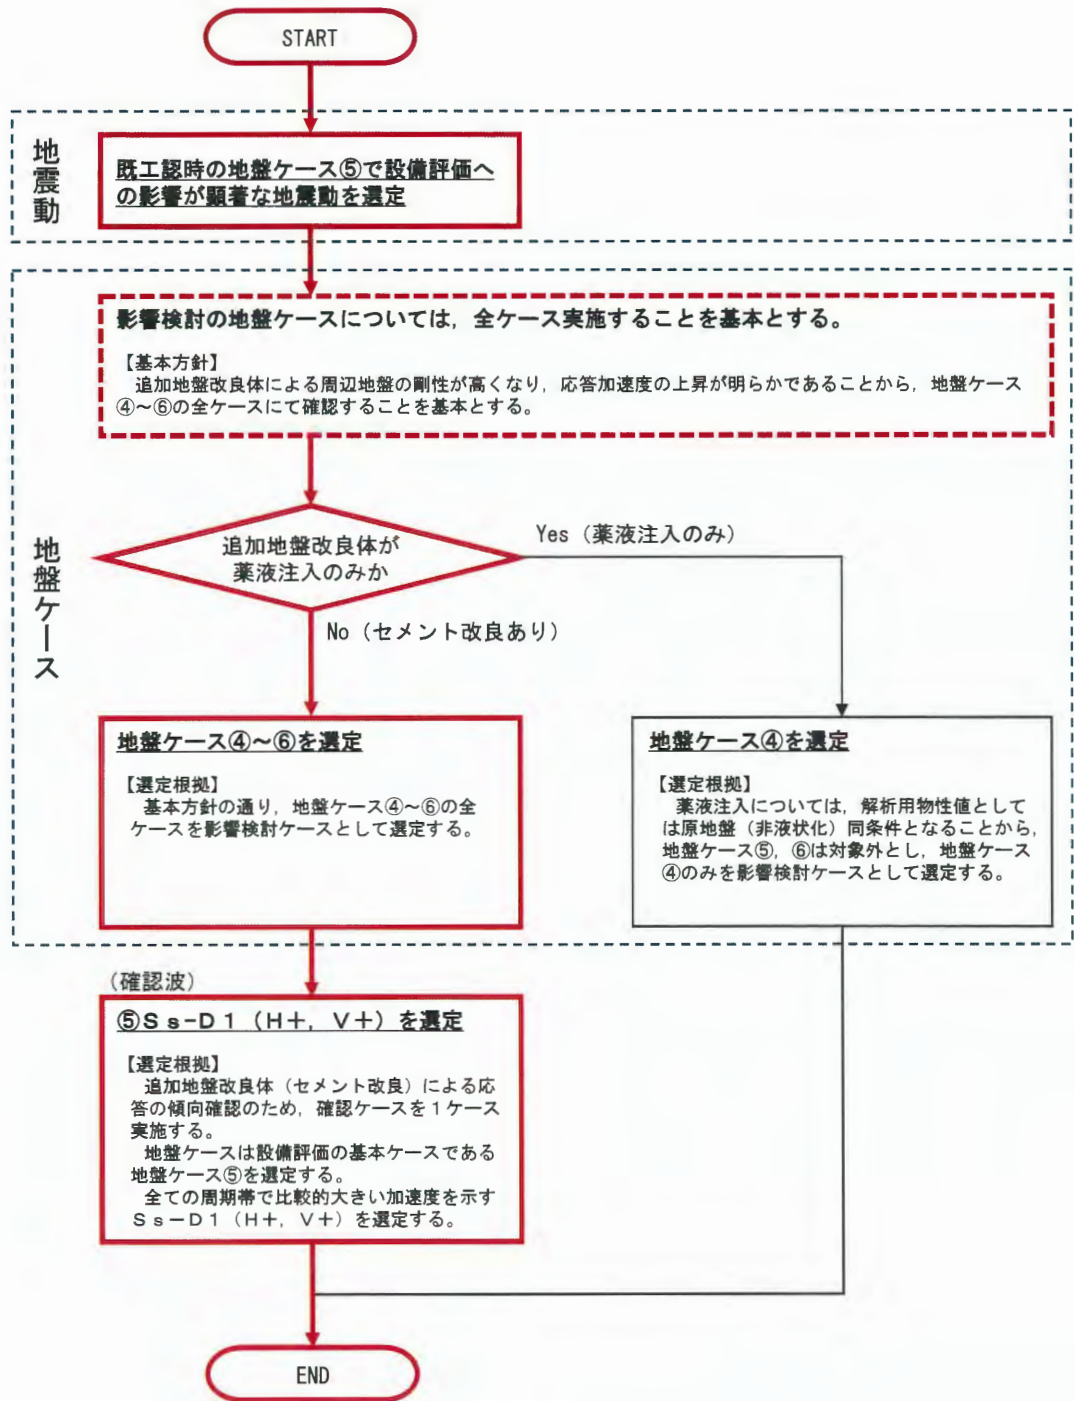 START
地震動
既工認時の地盤ケース⑤で設備評価へ
の影響が顕著な地震動を選定
地盤ケース
影響検討の地盤ケースについては，全ケース実施することを基本とする。
【基本方針】
追加地盤改良体による周辺地盤の剛性が高くなり，応答加速度の上昇が明らかであることから，地盤ケース
④～⑥の全ケースにて確認することを基本とする。
追加地盤改良体が
薬液注入のみか
Yes（薬液注入のみ）
No（セメント改良あり）
地盤ケース④～⑥を選定
【選定根拠】
基本方針の通り，地盤ケース④～⑥の全
ケースを影響検討ケースとして選定する。
地盤ケース④を選定
【選定根拠】
薬液注入については，解析用物性値として
は原地盤（非液状化）同条件となることから，
地盤ケース⑤，⑥は対象外とし，地盤ケース
④のみを影響検討ケースとして選定する。
（確認波）
⑤Ｓｓ−Ｄ１（Ｈ＋，Ｖ＋）を選定
【選定根拠】
追加地盤改良体（セメント改良）による応
答の傾向確認のため，確認ケースを１ケース
実施する。
地盤ケースは設備評価の基本ケースである
地盤ケース⑤を選定する。
全ての周期帯で比較的大きい加速度を示す
Ｓｓ−Ｄ１（Ｈ＋，Ｖ＋）を選定する。
END